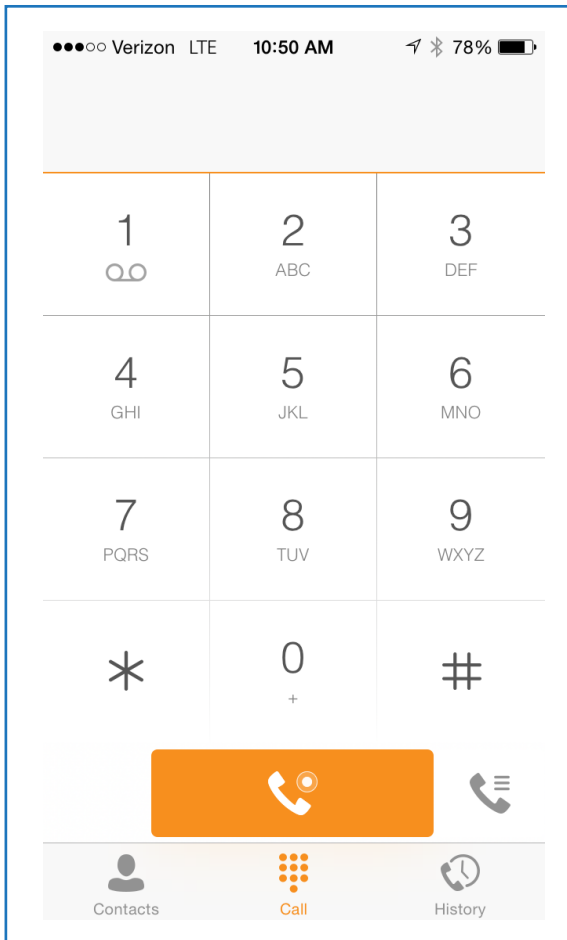 Verizon LTE 10:50 AM 78%
1 2 3
ABC DEF
4 5 6
GHI JKL MNO
7 8 9
PQRS TUV WXYZ
* 0 #
+
Contacts Call History